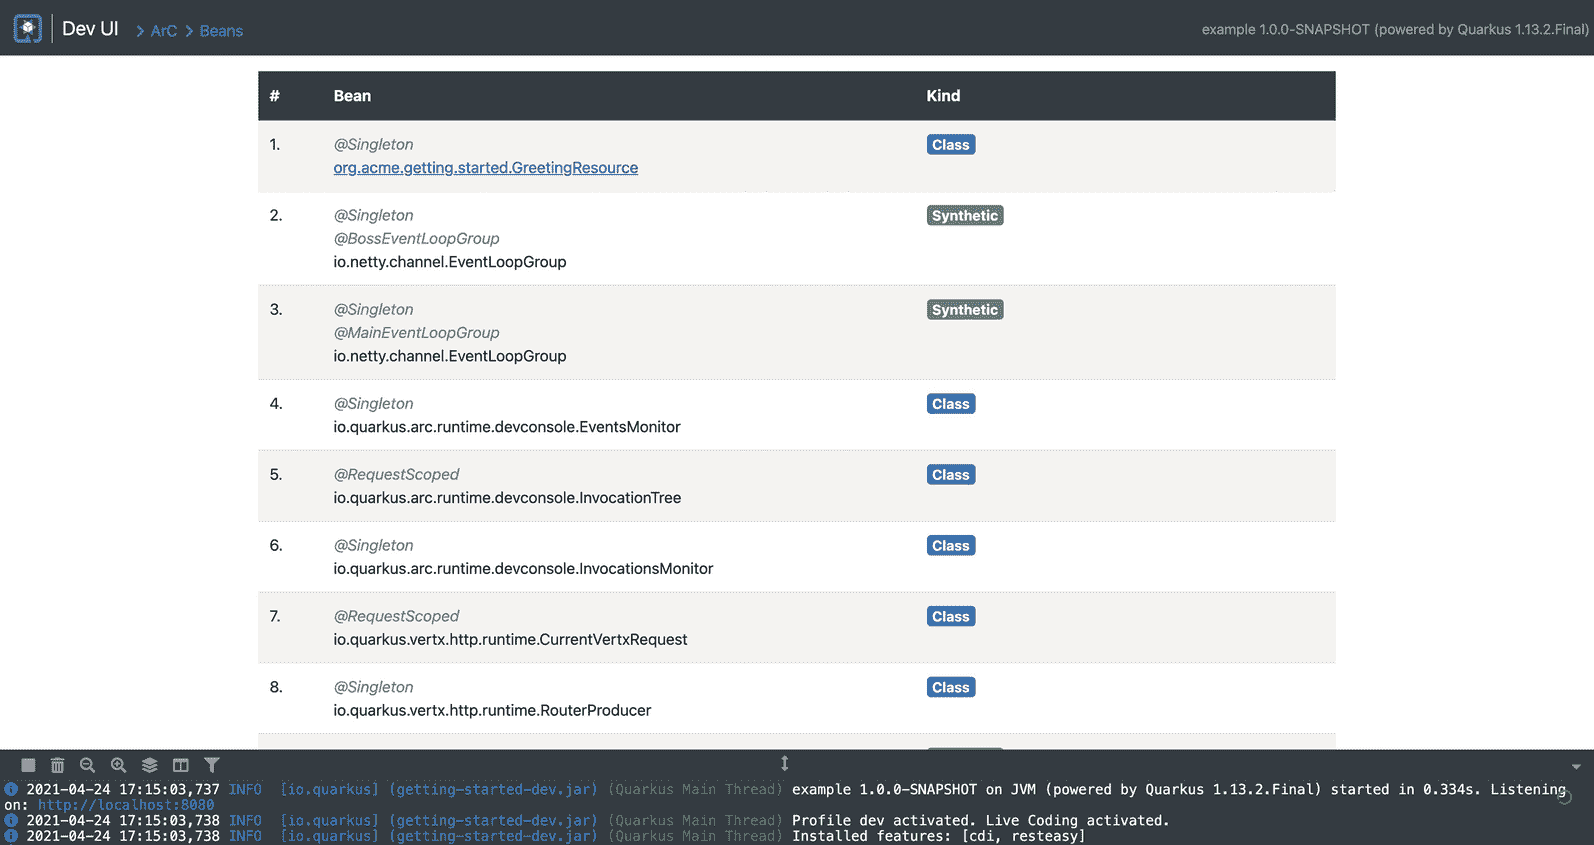 Dev UI > ArC > Beans
example 1.0.0-SNAPSHOT (powered by Quarkus 1.13.2.Final)
# Bean Kind
1. @Singleton Class
org.acme.getting.started.GreetingResource
2. @Singleton Synthetic
@BossEventLoopGroup
io.netty.channel.EventLoopGroup
3. @Singleton Synthetic
@MainEventLoopGroup
io.netty.channel.EventLoopGroup
4. @Singleton Class
io.quarkus.arc.runtime.devconsole.EventsMonitor
5. @RequestScoped Class
io.quarkus.arc.runtime.devconsole.InvocationTree
6. @Singleton Class
io.quarkus.arc.runtime.devconsole.InvocationsMonitor
7. @RequestScoped Class
io.quarkus.vertx.http.runtime.CurrentVertxRequest
8. @Singleton Class
io.quarkus.vertx.http.runtime.RouterProducer
2021-04-24 17:15:03,737 INFO [io.quarkus] (getting-started-dev.jar) (Quarkus Main Thread) example 1.0.0-SNAPSHOT on JVM (powered by Quarkus 1.13.2.Final) started in 0.334s. Listening
on: http://localhost:8080
2021-04-24 17:15:03,738 INFO [io.quarkus] (getting-started-dev.jar) (Quarkus Main Thread) Profile dev activated. Live Coding activated.
2021-04-24 17:15:03,738 INFO [io.quarkus] (getting-started-dev.jar) (Quarkus Main Thread) Installed features: [cdi, resteasy]